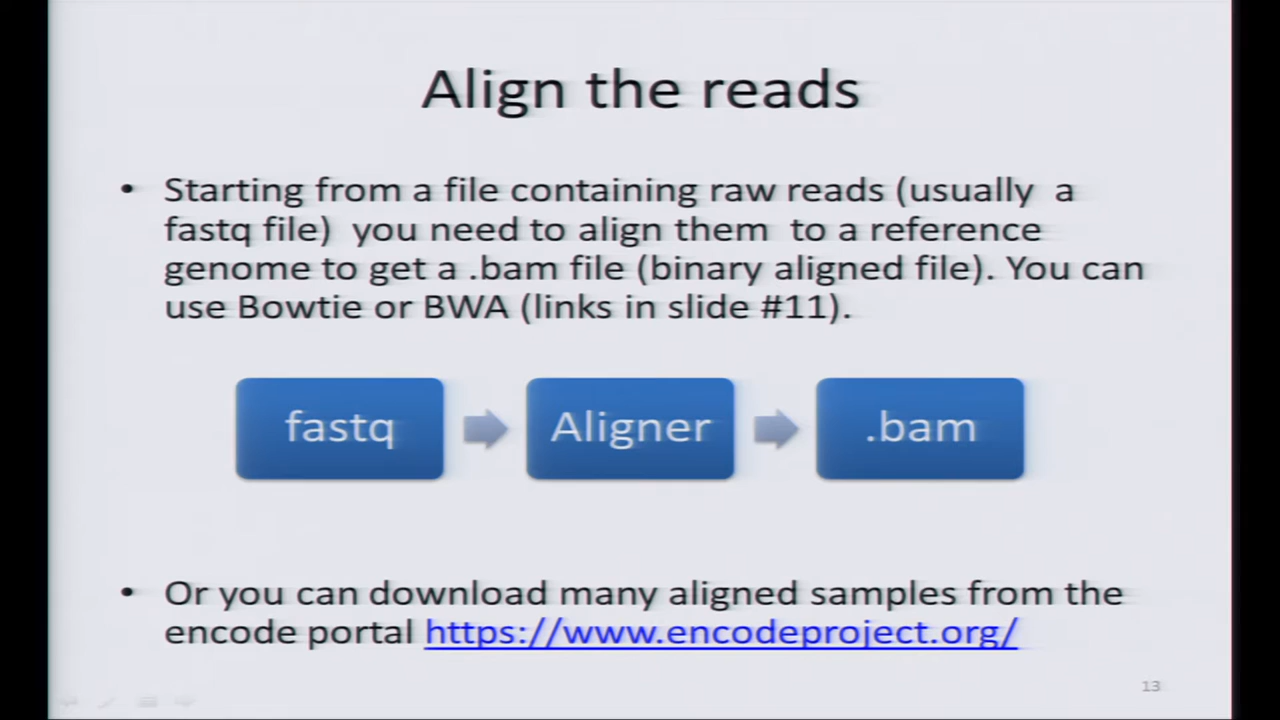 Align the reads
• Starting from a file containing raw reads (usually a
fastq file) you need to align them to a reference
genome to get a .bam file (binary aligned file). You can
use Bowtie or BWA (links in slide #11).
fastq
Aligner
.bam
• Or you can download many aligned samples from the
encode portal https://www.encodeproject.org/
13